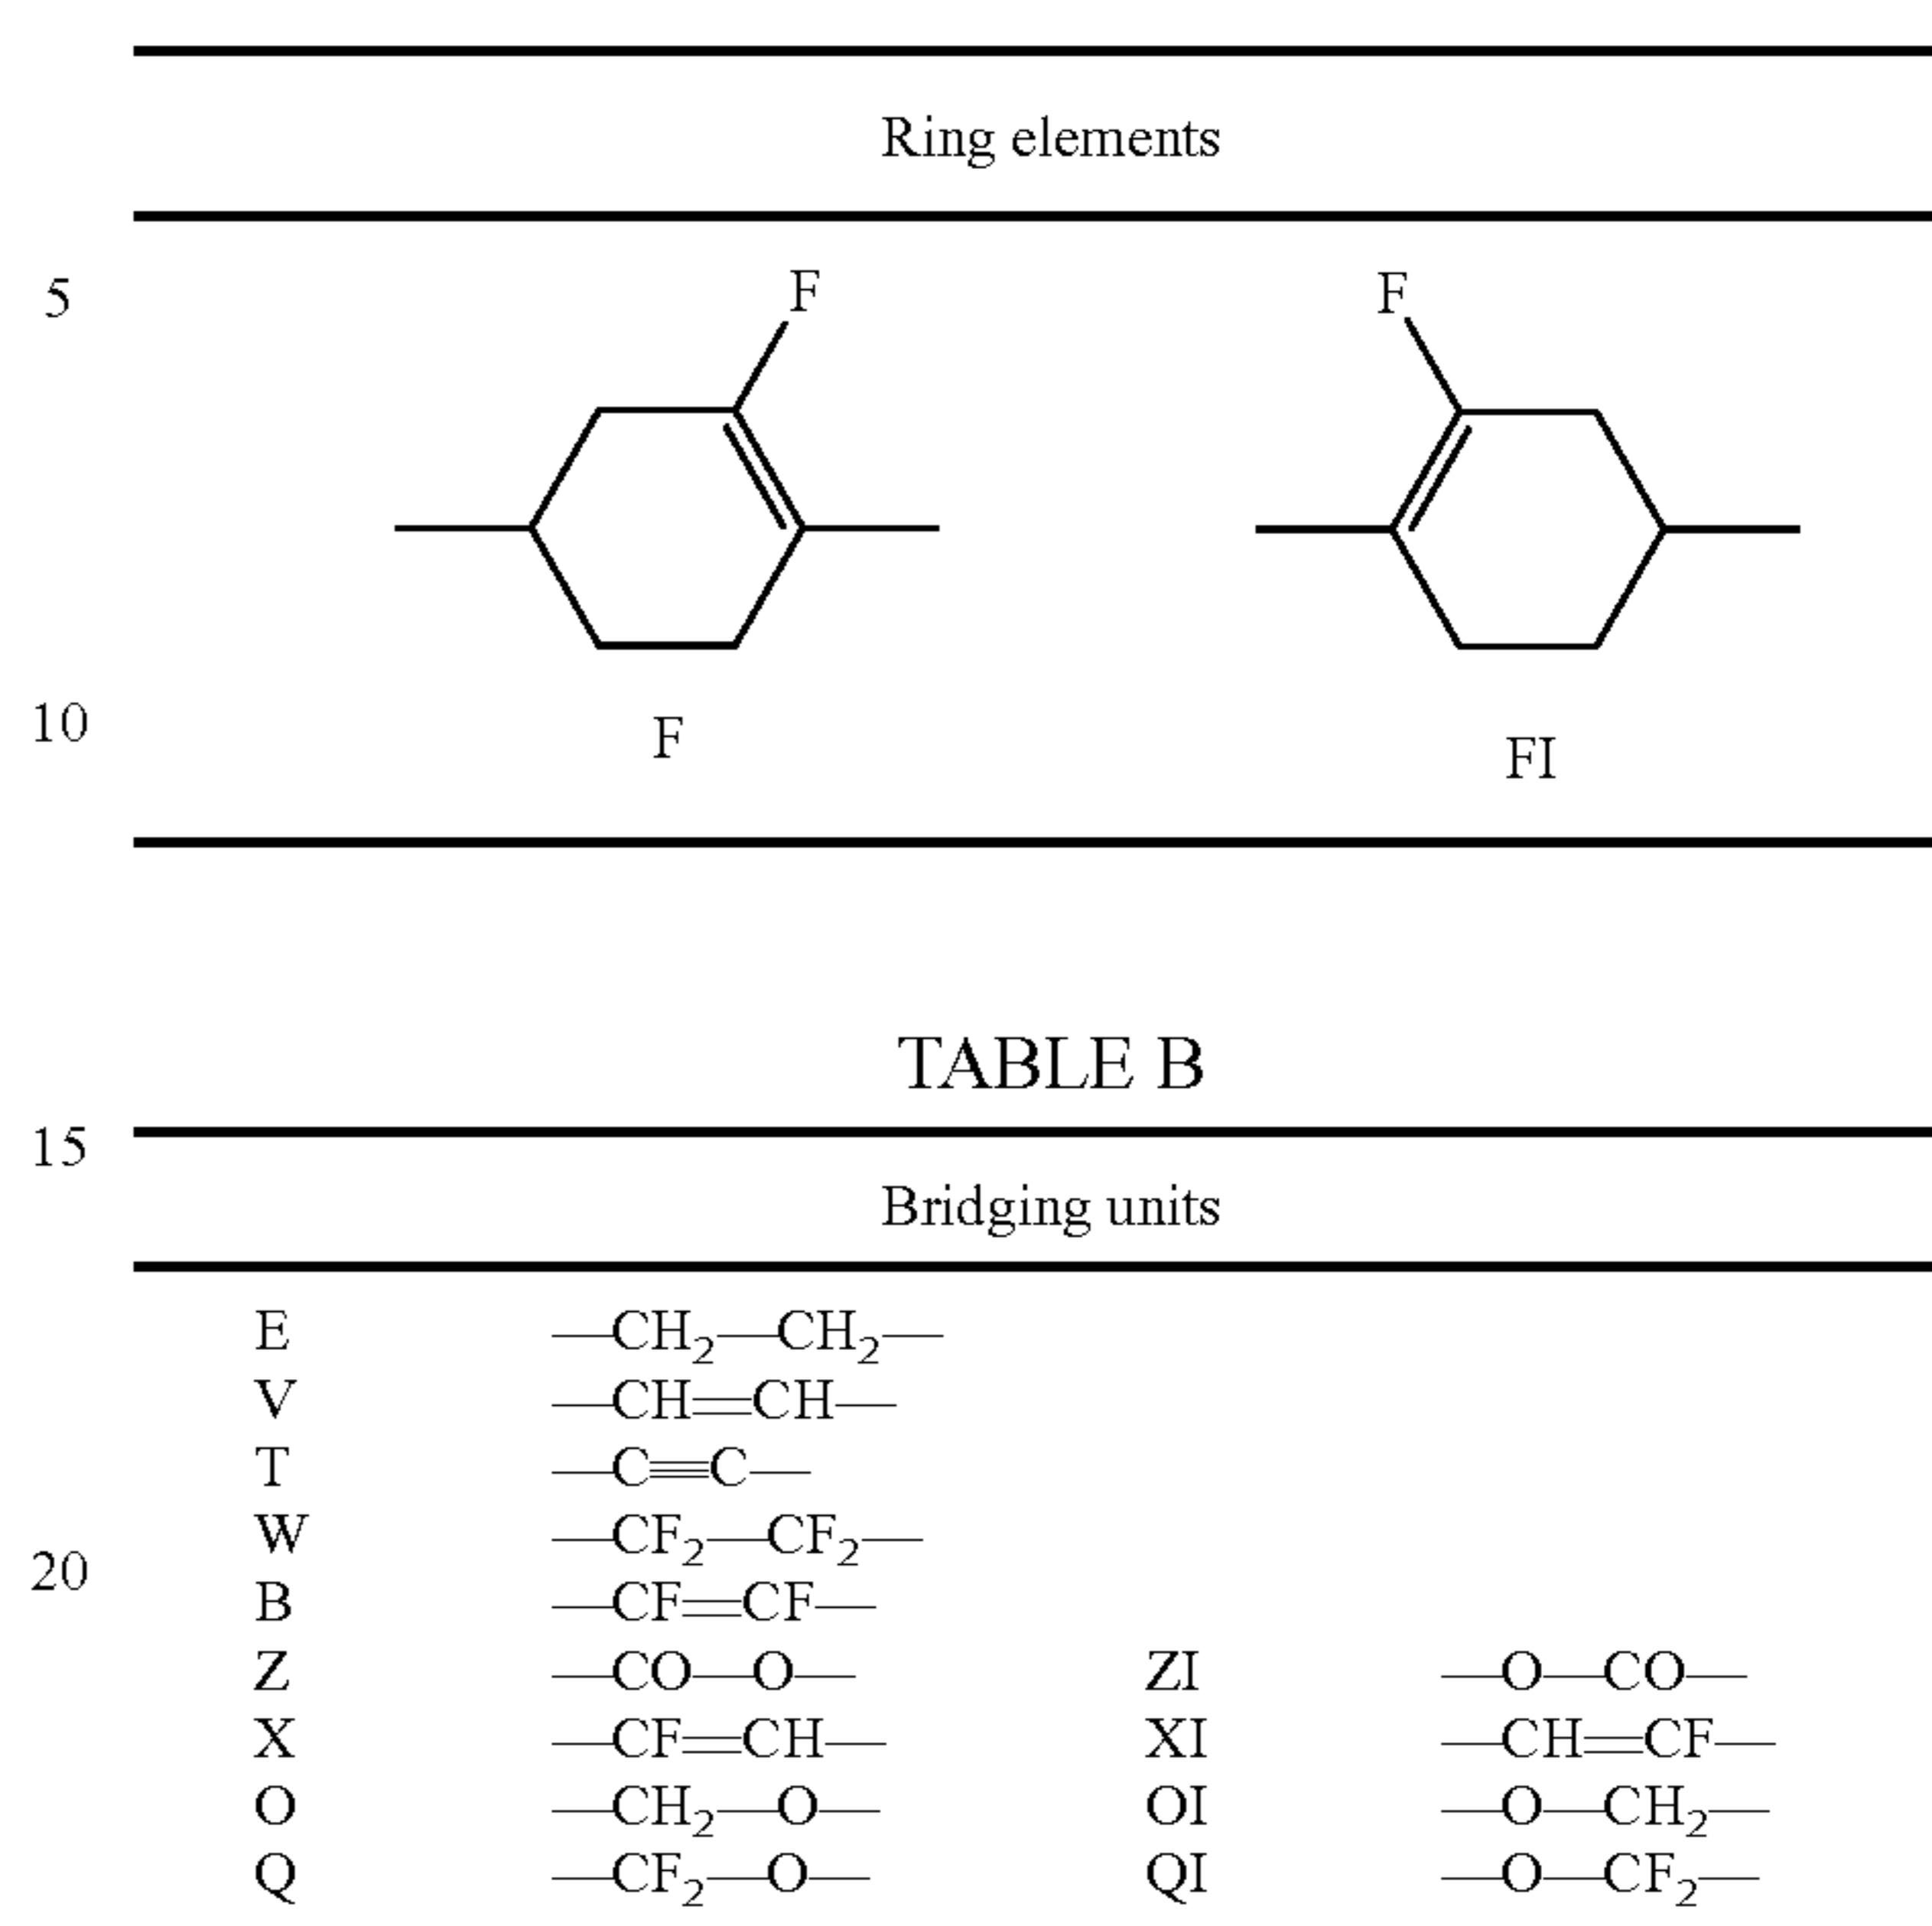 Ring elements
5
F F
10
F FI
TABLE B
15
Bridging units
E —CH₂—CH₂—
V —CH=CH—
T —C≡C—
W —CF₂—CF₂—
20
B —CF=CF—
Z —CO—O— ZI —O—CO—
X —CF=CH— XI —CH=CF—
O —CH₂—O— OI —O—CH₂—
Q —CF₂—O— QI —O—CF₂—